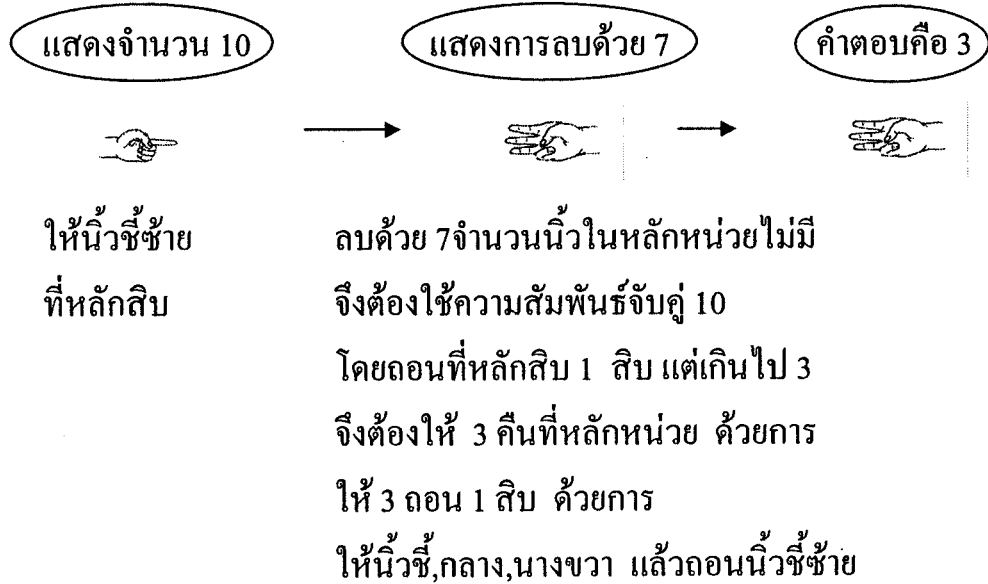 แสดงจำนวน 10 แสดงการลบด้วย 7 คำตอบคือ 3
ให้นิ้วชี้ซ้าย ลบด้วย 7จำนวนนิ้วในหลักหน่วยไม่มี
ที่หลักสิบ จึงต้องใช้ความสัมพันธ์จับคู่ 10
โดยถอนที่หลักสิบ 1 สิบ แต่เกินไป 3
จึงต้องให้ 3 คืนที่หลักหน่วย ด้วยการ
ให้ 3 ถอน 1 สิบ ด้วยการ
ให้นิ้วชี้,กลาง,นางขวา แล้วถอนนิ้วชี้ซ้าย